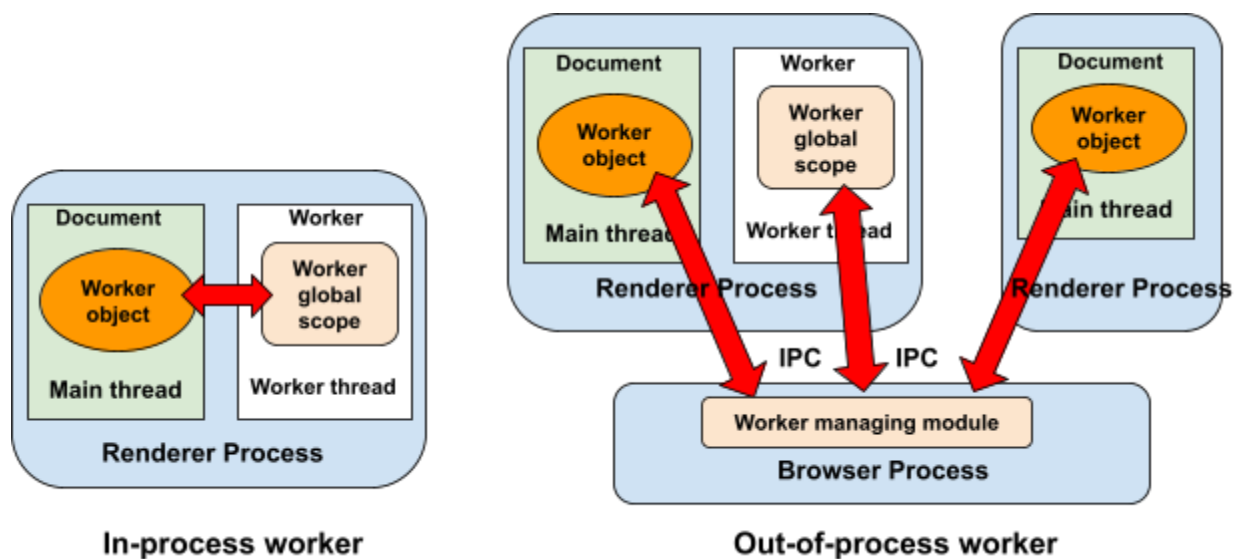 Document
Worker
object
Main thread
Worker
Worker
global
scope
Worker thread
Renderer Process
In-process worker
Document
Worker
object
Main thread
Worker
Worker
global
scope
Worker thread
Renderer Process
Document
Worker
object
Main thread
Renderer Process
IPC
IPC
Worker managing module
Browser Process
Out-of-process worker